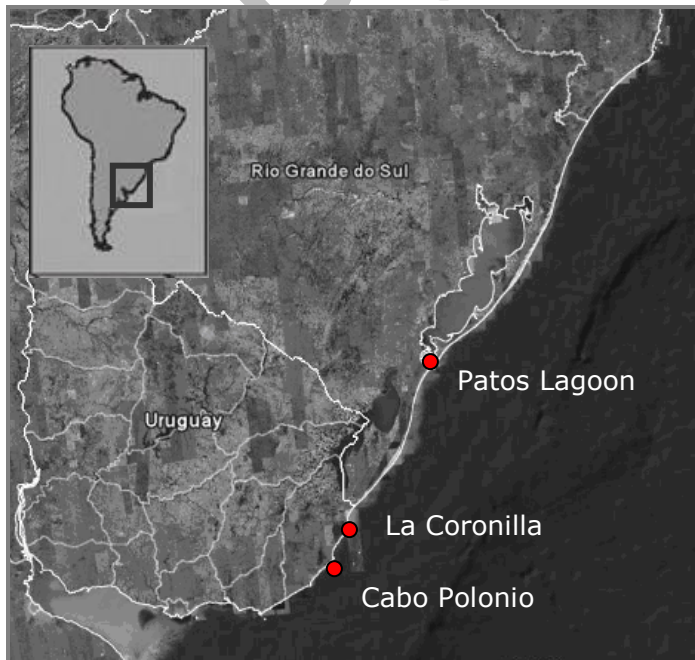 Rio Grande do Sul
Patos Lagoon
Uruguay
La Coronilla
Cabo Polonio